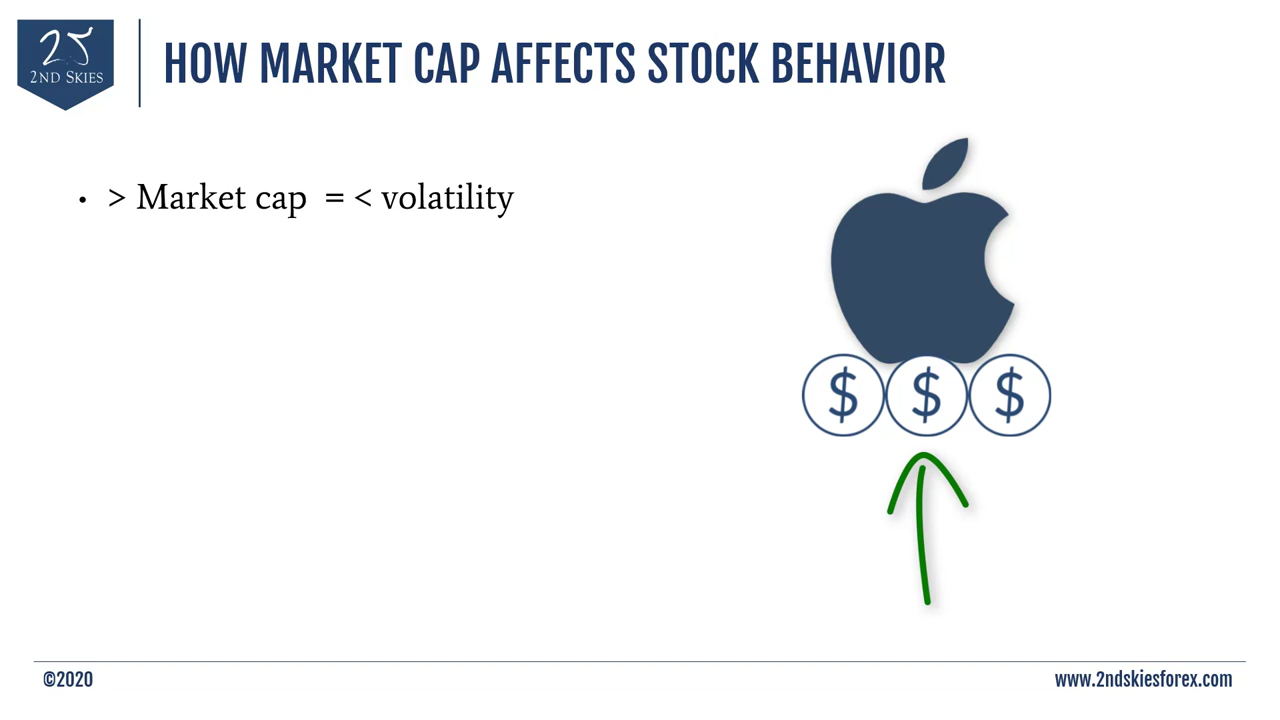 2S
2ND SKIES
HOW MARKET CAP AFFECTS STOCK BEHAVIOR
• > Market cap = < volatility
$ $ $
©2020
www.2ndskiesforex.com